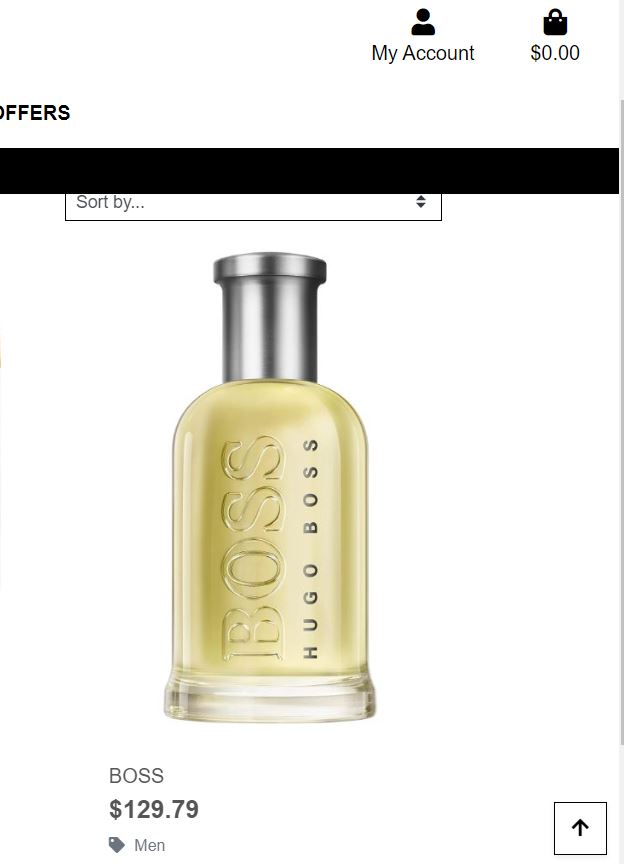 My Account
$0.00
OFFERS
Sort by...
BOSS
HUGO BOSS
BOSS
$129.79
Men